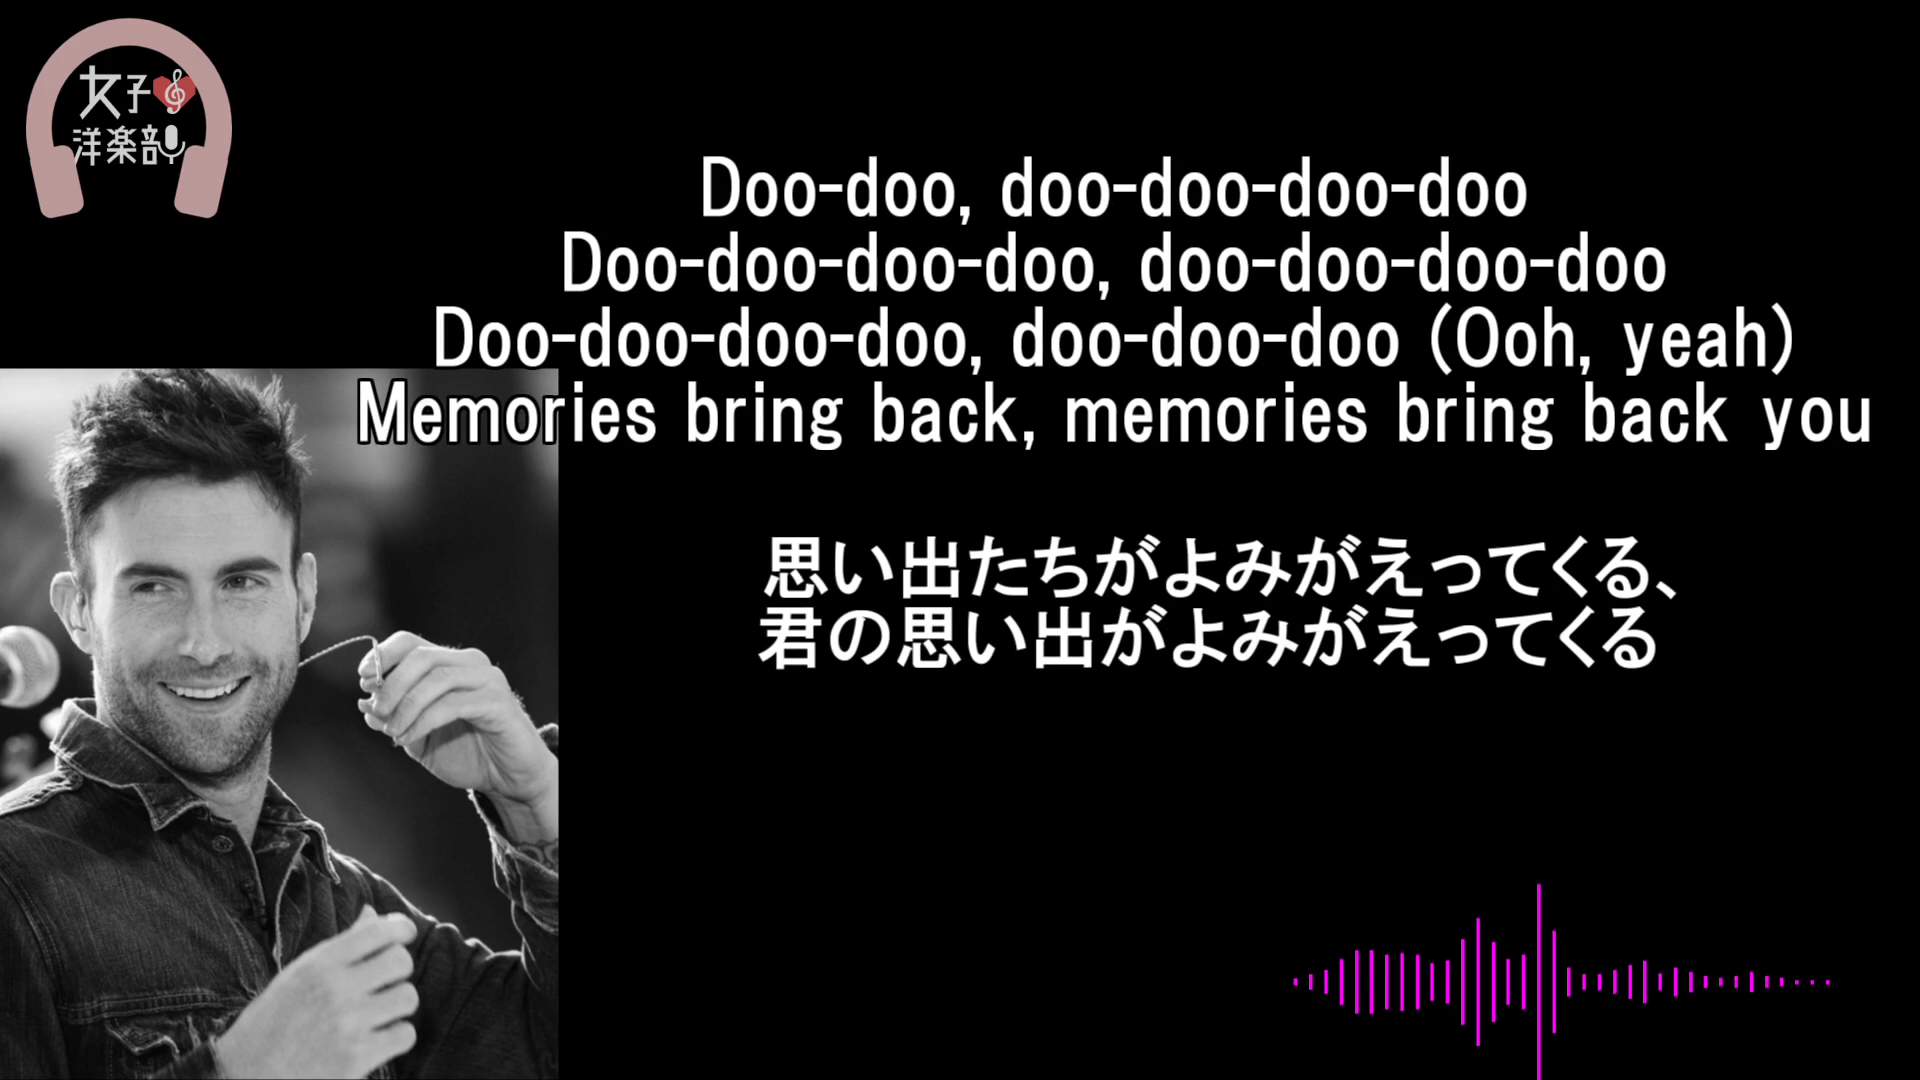 女子
洋楽部
Doo-doo, doo-doo-doo-doo
Doo-doo-doo-doo, doo-doo-doo-doo
Doo-doo-doo-doo, doo-doo-doo (Ooh, yeah)
Memories bring back, memories bring back you
思い出たちがよみがえってくる、
君の思い出がよみがえってくる